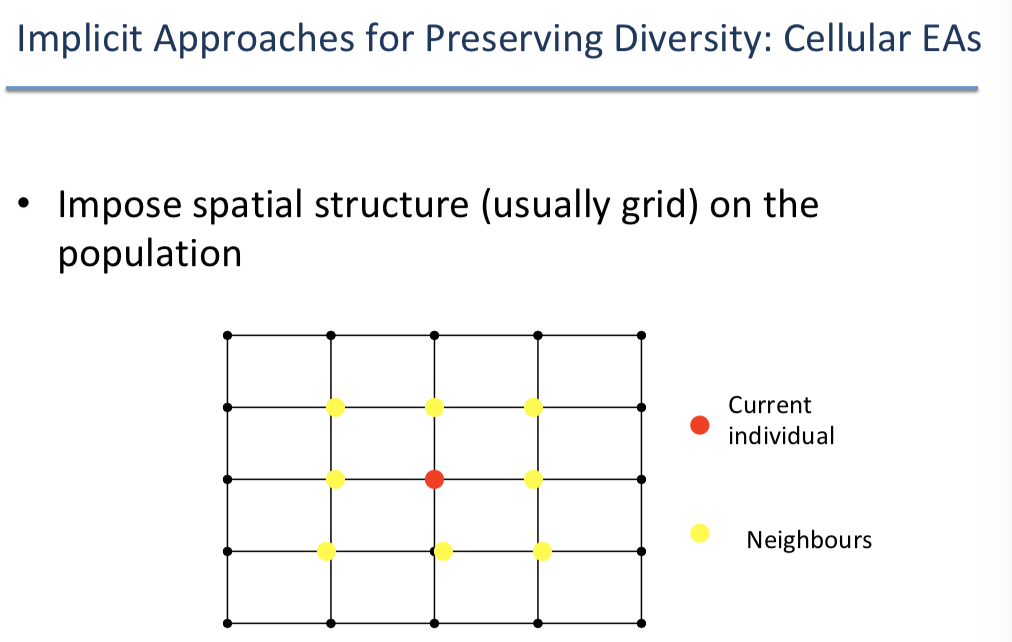 Implicit Approaches for Preserving Diversity: Cellular EAs
• Impose spatial structure (usually grid) on the
population
Current
individual
Neighbours